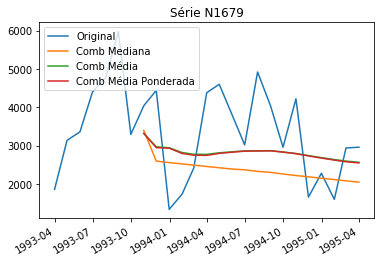 Série N1679
Original
Comb Mediana
Comb Média
Comb Média Ponderada
6000
5000
4000
3000
2000
1993-04
1993-07
1993-10
1994-01
1994-04
1994-07
1994-10
1995-01
1995-04